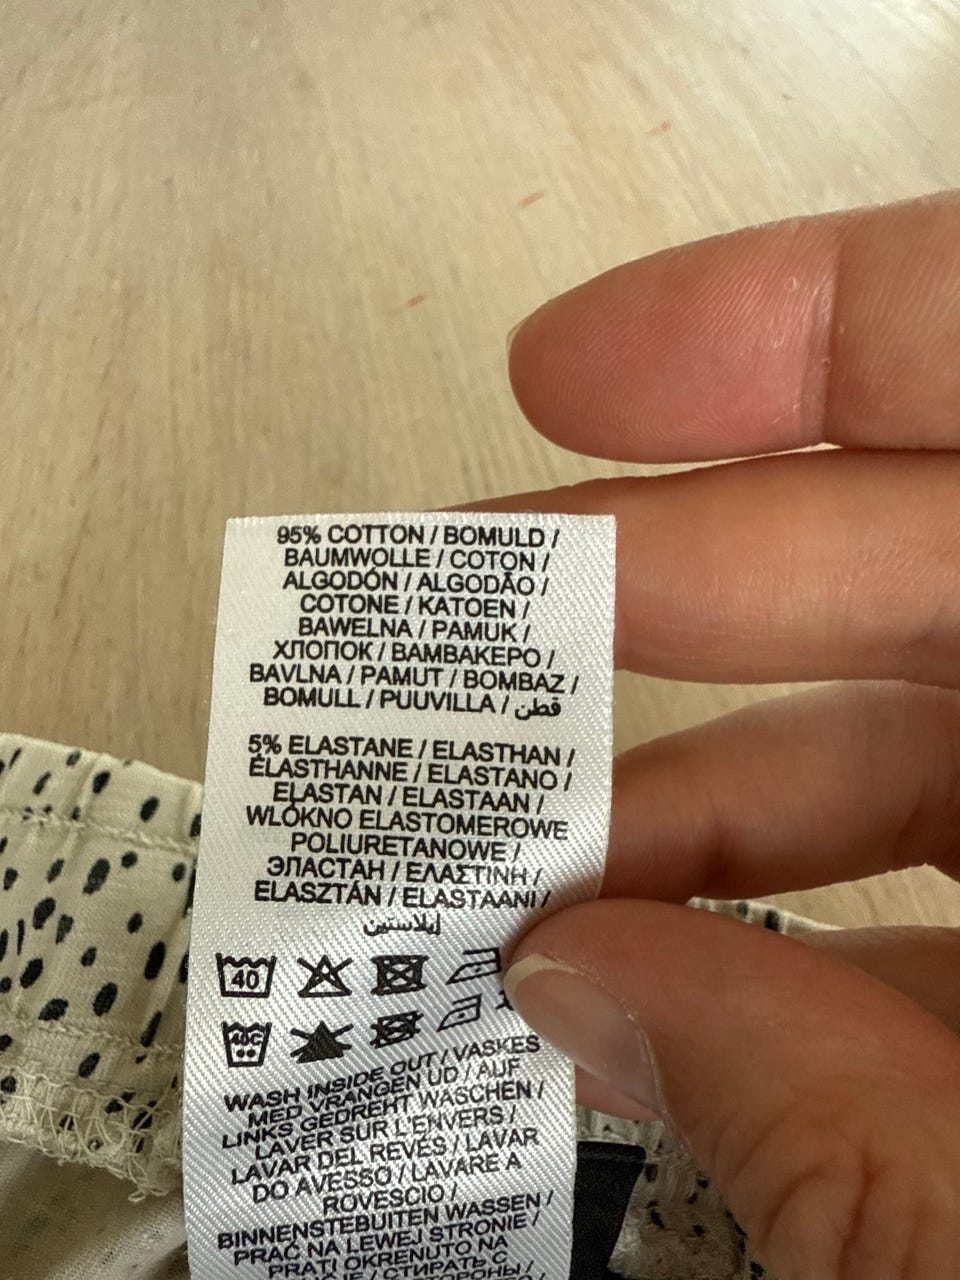 95% COTTON / BOMULD /
BAUMWOLLE / COTON /
ALGODÓN / ALGODÃO /
COTONE / KATOEN /
BAWEŁNA / PAMUK /
ХЛОПОК / ΒΑΜΒΑΚΕΡΟ /
BAVLNA / PAMUT / BOMBAZ /
BOMULL / PUUVILLA / قطن
5% ELASTANE / ELASTHAN /
ÉLASTHANNE / ELASTANO /
ELASTAN / ELASTAAN /
WŁÓKNO ELASTOMEROWE
POLIURETANOWE /
ЭЛАСТАН / ΕΛΑΣΤΙΝΗ /
ELASZTÁN / ELASTAANI /
إيلاستين
40
40C
WASH INSIDE OUT / VASKES
MED VRANGEN UD / AUF
LINKS GEDREHT WASCHEN /
LAVER SUR L'ENVERS /
LAVAR DEL REVÉS / LAVAR
DO AVESSO / LAVARE A
ROVESCIO /
BINNENSTEBUITEN WASSEN /
PRAĆ NA LEWEJ STRONIE /
PRATI OKRENUTO NA
/ СТИРАТЬ С